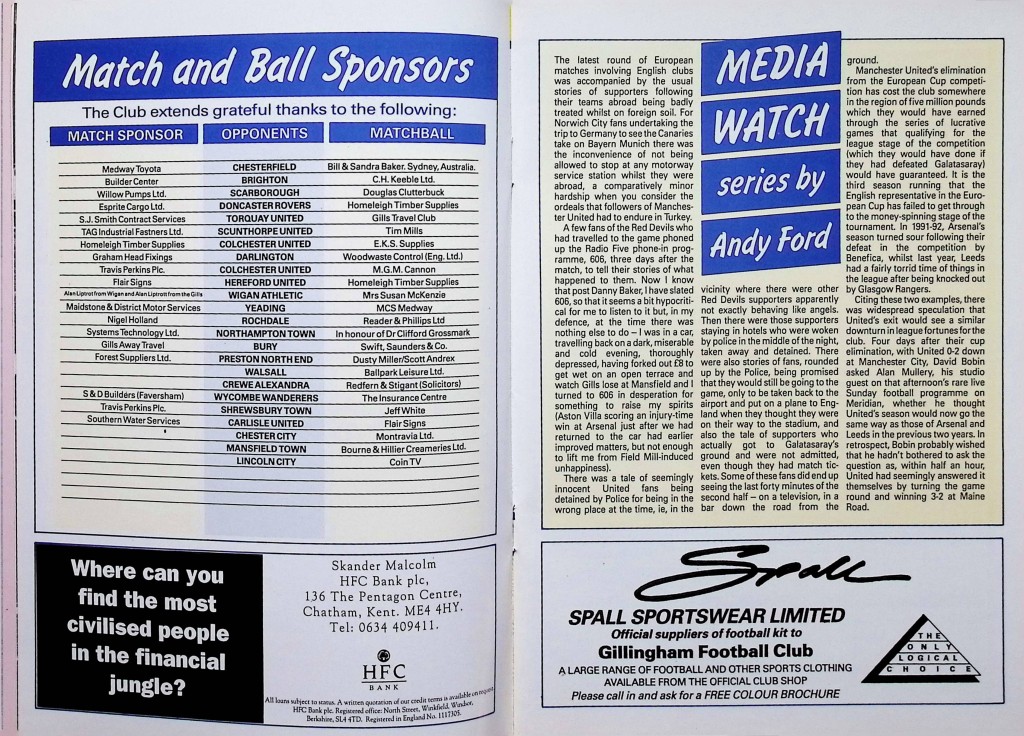 Match and Ball Sponsors
The Club extends grateful thanks to the following:
MATCH SPONSOR OPPONENTS MATCHBALL
Medway Toyota CHESTERFIELD Bill & Sandra Baker. Sydney, Australia.
Builder Center BRIGHTON C.H. Keeble Ltd.
Willow Pumps Ltd. SCARBOROUGH Douglas Clutterbuck
Esprite Cargo Ltd. DONCASTER ROVERS Homeleigh Timber Supplies
S.J. Smith Contract Services TORQUAY UNITED Gills Travel Club
TAG Industrial Fastners Ltd. SCUNTHORPE UNITED Tim Mills
Homeleigh Timber Supplies COLCHESTER UNITED E.K.S. Supplies
Graham Head Fixings DARLINGTON Woodwaste Control (Eng. Ltd.)
Travis Perkins Plc. COLCHESTER UNITED M.G.M. Cannon
Flair Signs HEREFORD UNITED Homeleigh Timber Supplies
Alan Liptrot from Wigan and Alan Liptrott from the Gills WIGAN ATHLETIC Mrs Susan McKenzie
Maidstone & District Motor Services YEADING MCS Medway
Nigel Holland ROCHDALE Reader & Phillips Ltd
Systems Technology Ltd. NORTHAMPTON TOWN In honour of Dr Clifford Grossmark
Gills Away Travel BURY Swift, Saunders & Co.
Forest Suppliers Ltd. PRESTON NORTH END Dusty Miller/Scott Andrex
WALSALL Ballpark Leisure Ltd.
CREWE ALEXANDRA Redfern & Stigant (Solicitors)
S & D Builders (Faversham) WYCOMBE WANDERERS The Insurance Centre
Travis Perkins Plc. SHREWSBURY TOWN Jeff White
Southern Water Services CARLISLE UNITED Flair Signs
CHESTER CITY Montravia Ltd.
MANSFIELD TOWN Bourne & Hillier Creameries Ltd.
LINCOLN CITY Coin TV
Where can you
find the most
civilised people
in the financial
jungle?
Skander Malcolm
HFC Bank plc,
136 The Pentagon Centre,
Chatham, Kent. ME4 4HY.
Tel: 0634 409411.
HFC
BANK
All loans subject to status. A written quotation of our credit terms is available on request.
HFC Bank plc. Registered office: North Street, Winkfield, Windsor,
Berkshire, SL4 4TD. Registered in England No. 1117305.
MEDIA
WATCH
series by
Andy Ford
The latest round of European
matches involving English clubs
was accompanied by the usual
stories of supporters following
their teams abroad being badly
treated whilst on foreign soil. For
Norwich City fans undertaking the
trip to Germany to see the Canaries
take on Bayern Munich there was
the inconvenience of not being
allowed to stop at any motorway
service station whilst they were
abroad, a comparatively minor
hardship when you consider the
ordeals that followers of Manches-
ter United had to endure in Turkey.
A few fans of the Red Devils who
had travelled to the game phoned
up the Radio Five phone-in prog-
ramme, 606, three days after the
match, to tell their stories of what
happened to them. Now I know
that post Danny Baker, I have slated
606, so that it seems a bit hypocriti-
cal for me to listen to it but, in my
defence, at the time there was
nothing else to do – I was in a car,
travelling back on a dark, miserable
and cold evening, thoroughly
depressed, having forked out £8 to
get wet on an open terrace and
watch Gills lose at Mansfield and I
turned to 606 in desperation for
something to raise my spirits
(Aston Villa scoring an injury-time
win at Arsenal just after we had
returned to the car had earlier
improved matters, but not enough
to lift me from Field Mill-induced
unhappiness).
There was a tale of seemingly
innocent United fans being
detained by Police for being in the
wrong place at the time, ie, in the
vicinity where there were other
Red Devils supporters apparently
not exactly behaving like angels.
Then there were those supporters
staying in hotels who were woken
by police in the middle of the night,
taken away and detained. There
were also stories of fans, rounded
up by the Police, being promised
that they would still be going to the
game, only to be taken back to the
airport and put on a plane to Eng-
land when they thought they were
on their way to the stadium, and
also the tale of supporters who
actually got to Galatasaray's
ground and were not admitted,
even though they had match tic-
kets. Some of these fans did end up
seeing the last forty minutes of the
second half – on a television, in a
bar down the road from the
ground.
Manchester United's elimination
from the European Cup competi-
tion has cost the club somewhere
in the region of five million pounds
which they would have earned
through the series of lucrative
games that qualifying for the
league stage of the competition
(which they would have done if
they had defeated Galatasaray)
would have guaranteed. It is the
third season running that the
English representative in the Euro-
pean Cup has failed to get through
to the money-spinning stage of the
tournament. In 1991-92, Arsenal's
season turned sour following their
defeat in the competition by
Benefica, whilst last year, Leeds
had a fairly torrid time of things in
the league after being knocked out
by Glasgow Rangers.
Citing these two examples, there
was widespread speculation that
United's exit would see a similar
downturn in league fortunes for the
club. Four days after their cup
elimination, with United 0-2 down
at Manchester City, David Bobin
asked Alan Mullery, his studio
guest on that afternoon's rare live
Sunday football programme on
Meridian, whether he thought
United's season would now go the
same way as those of Arsenal and
Leeds in the previous two years. In
retrospect, Bobin probably wished
that he hadn't bothered to ask the
question as, within half an hour,
United had seemingly answered it
themselves by turning the game
round and winning 3-2 at Maine
Road.
Spall
SPALL SPORTSWEAR LIMITED
Official suppliers of football kit to
Gillingham Football Club
A LARGE RANGE OF FOOTBALL AND OTHER SPORTS CLOTHING
AVAILABLE FROM THE OFFICIAL CLUB SHOP
Please call in and ask for a FREE COLOUR BROCHURE
THE
ONLY
LOGICAL
CHOICE